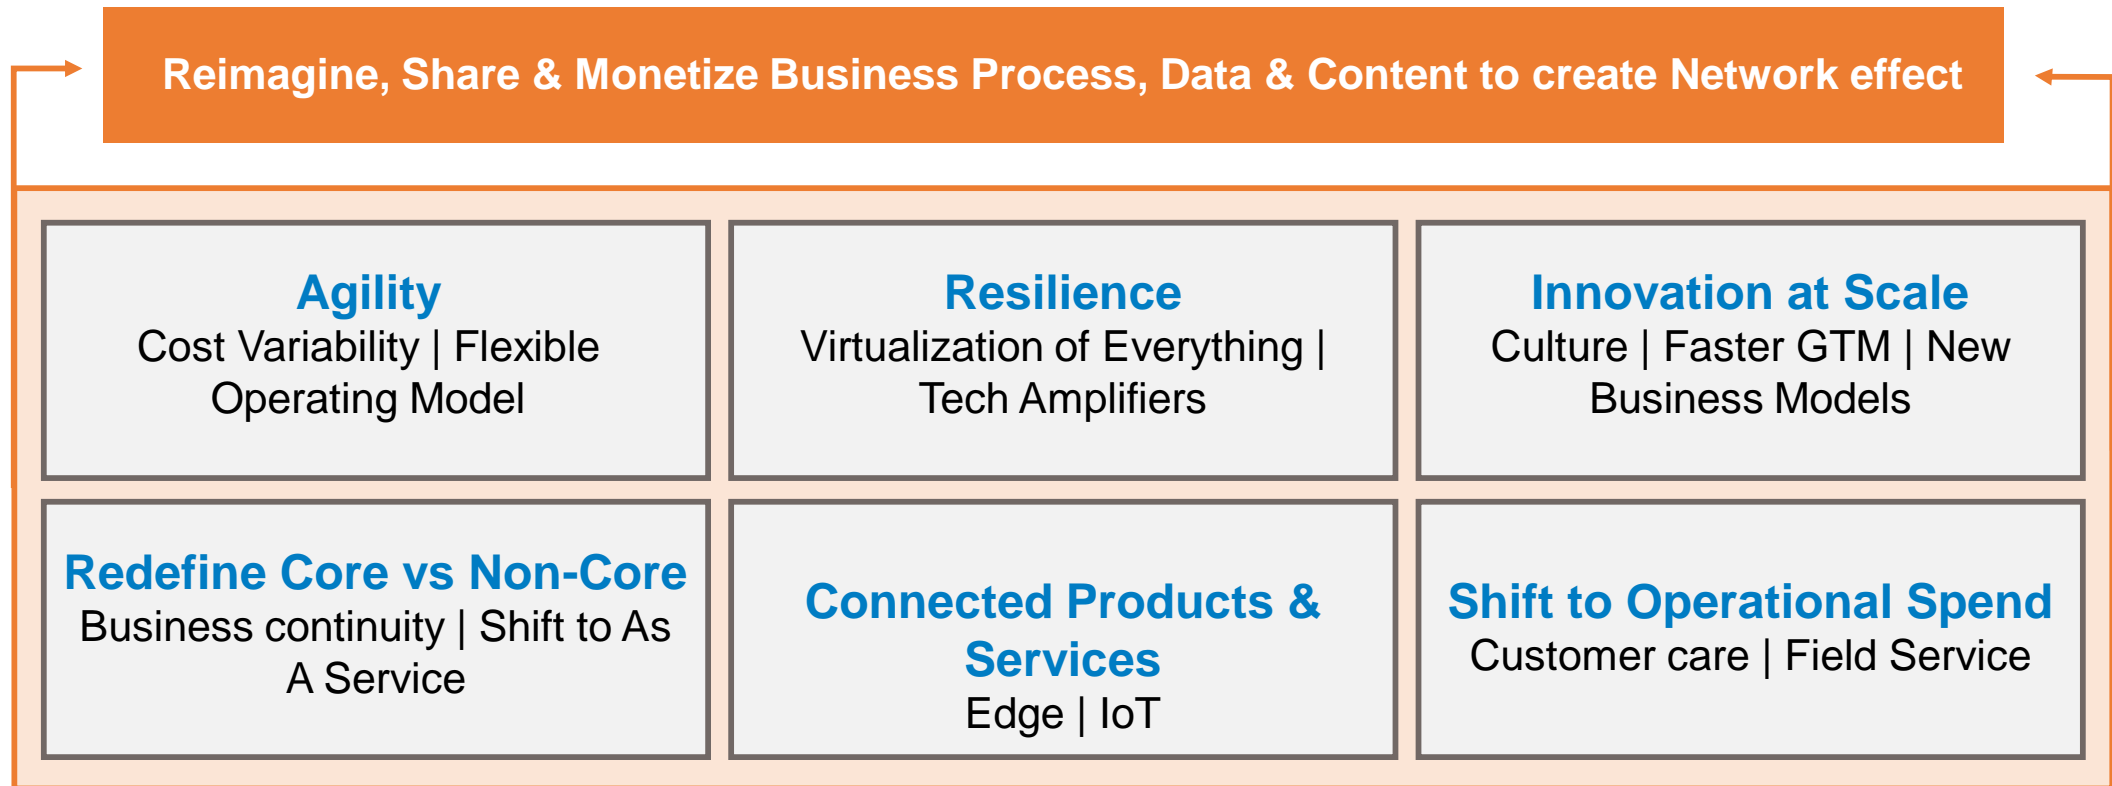 Reimagine, Share & Monetize Business Process, Data & Content to create Network effect
Agility
Cost Variability | Flexible
Operating Model
Resilience
Virtualization of Everything |
Tech Amplifiers
Innovation at Scale
Culture | Faster GTM | New
Business Models
Redefine Core vs Non-Core
Business continuity | Shift to As
A Service
Connected Products &
Services
Edge | IoT
Shift to Operational Spend
Customer care | Field Service